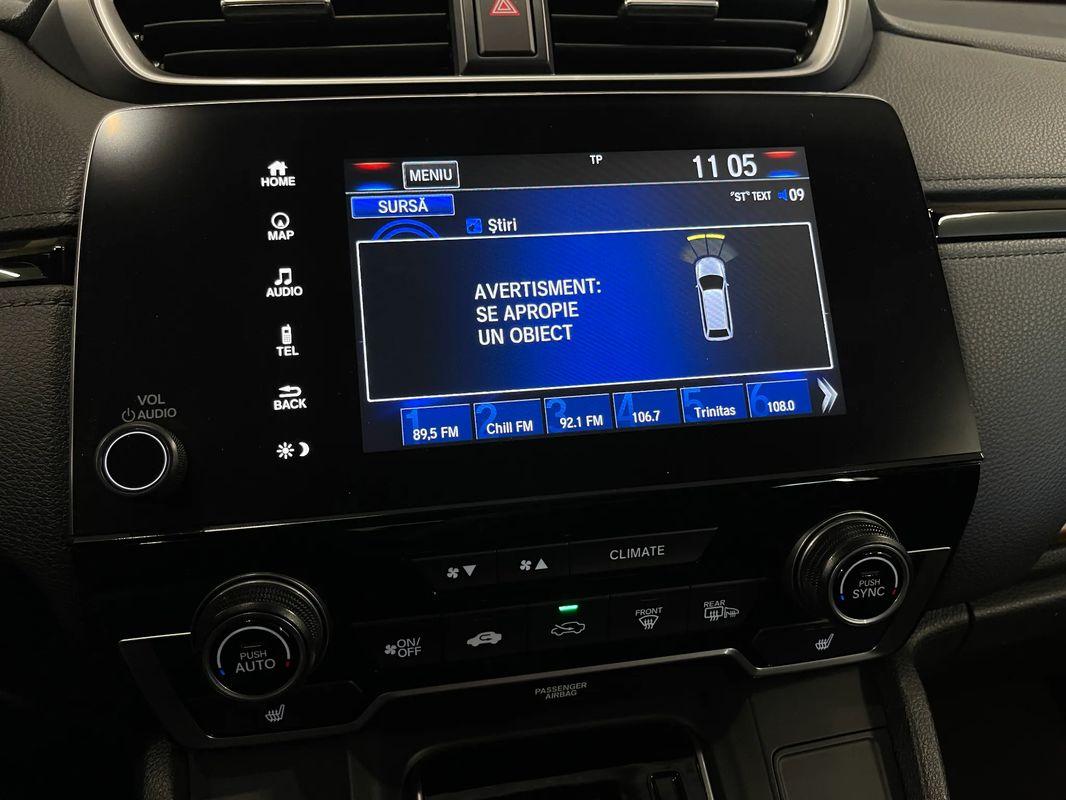 HOME
MAP
AUDIO
TEL
BACK
VOL
AUDIO
MENIU
TP
11 05
SURSĂ
"ST" TEXT 09
Știri
AVERTISMENT:
SE APROPIE
UN OBIECT
1 89,5 FM
2 Chill FM
3 92.1 FM
4 106.7
5 Trinitas
6 108.0
CLIMATE
PUSH
AUTO
ON/
OFF
FRONT
REAR
PUSH
SYNC
PASSENGER
AIRBAG